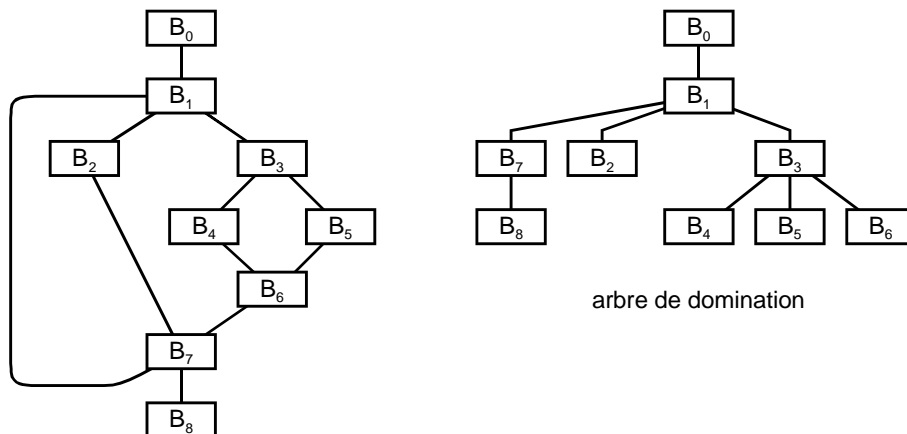 B₀
B₁
B₂
B₃
B₄
B₅
B₆
B₇
B₈
B₀
B₁
B₇
B₂
B₃
B₈
B₄
B₅
B₆
arbre de domination